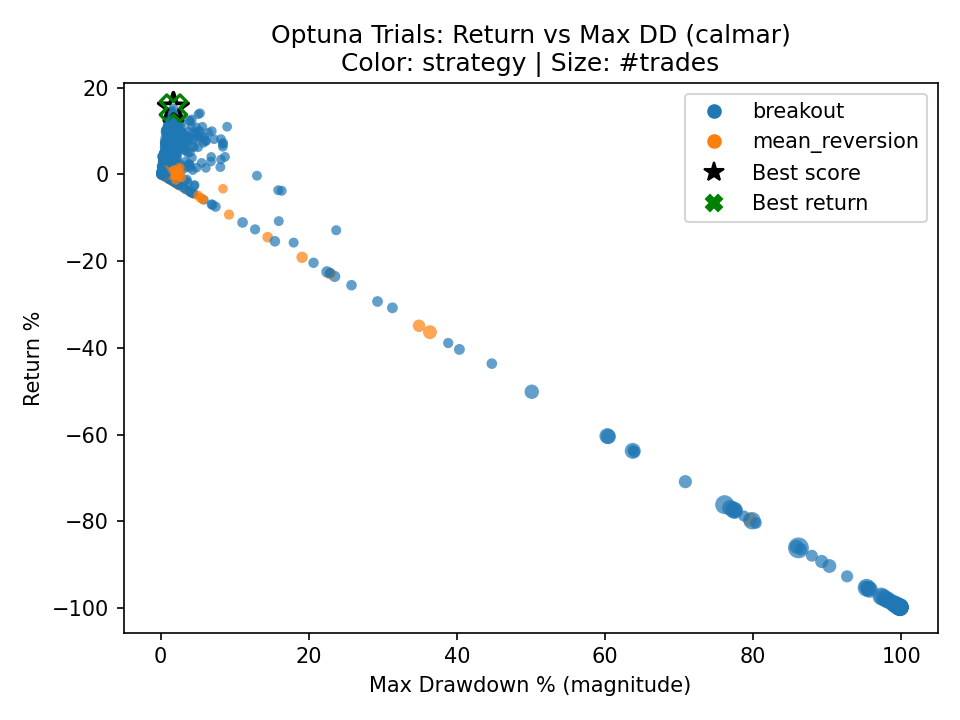 Optuna Trials: Return vs Max DD (calmar)
Color: strategy | Size: #trades
breakout
mean_reversion
Best score
Best return
20
0
−20
−40
−60
−80
−100
Return %
0
20
40
60
80
100
Max Drawdown % (magnitude)